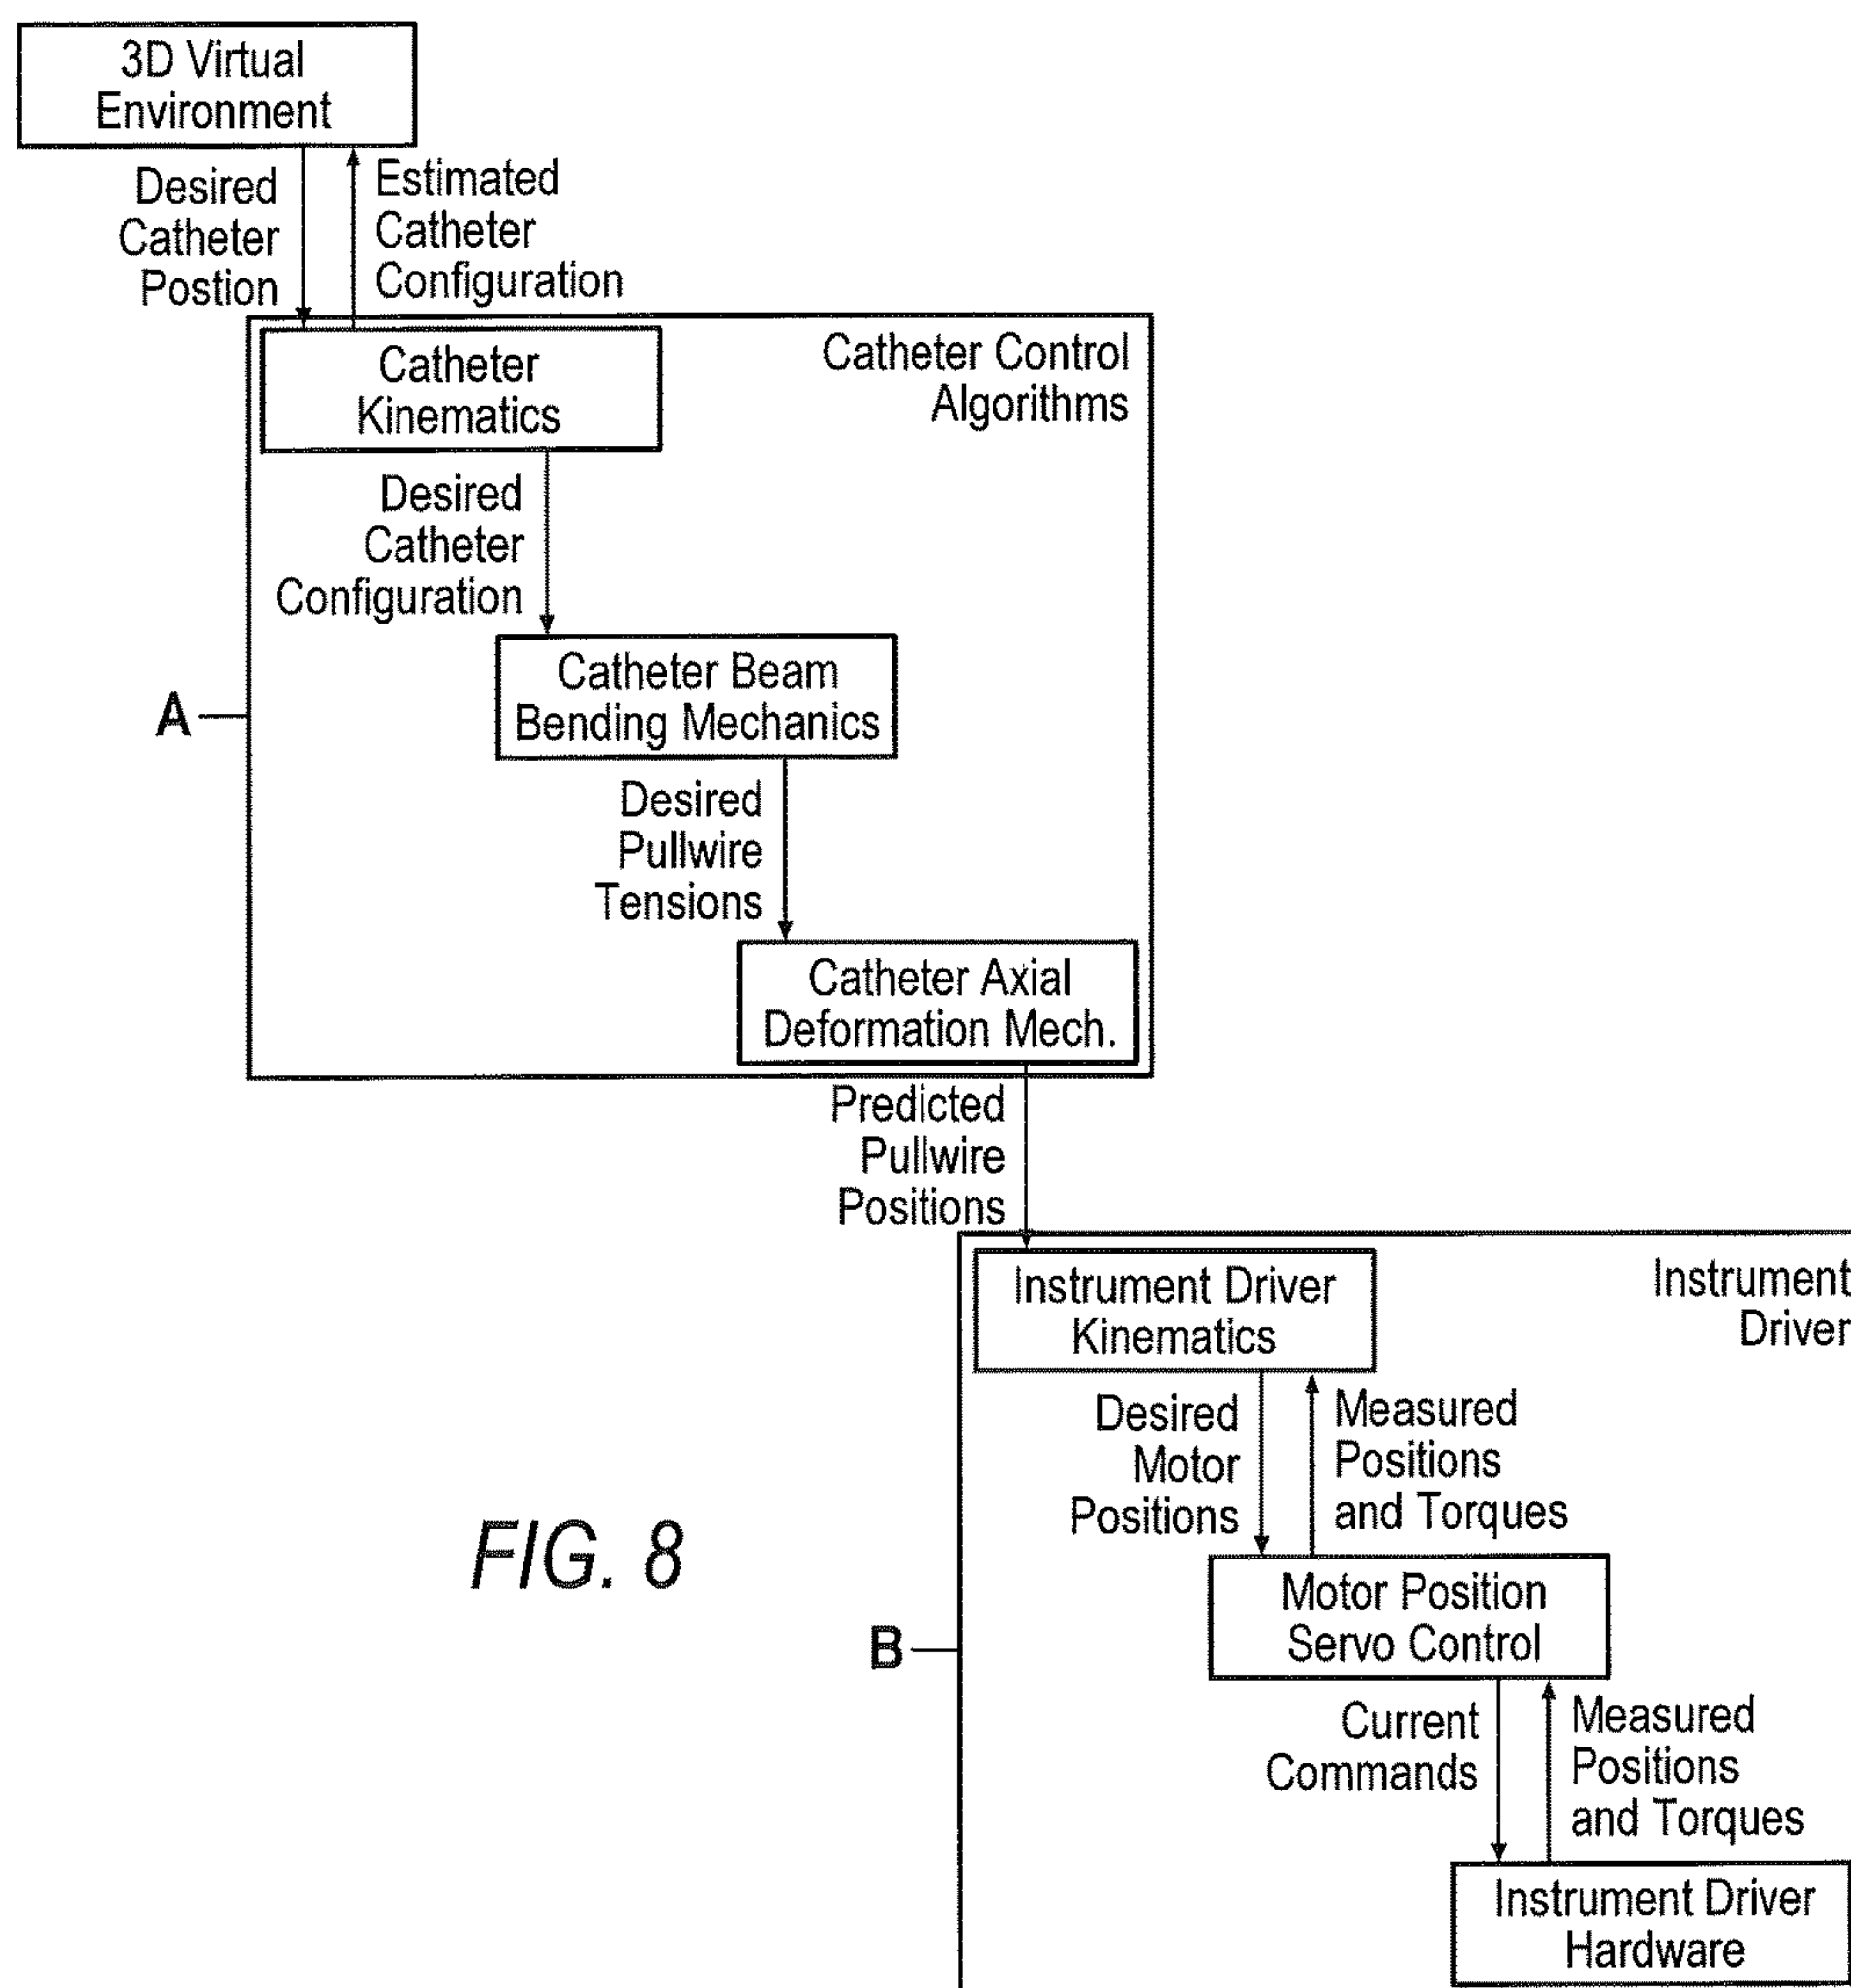 3D Virtual
Environment
Desired
Catheter
Postion
Estimated
Catheter
Configuration
Catheter Control
Algorithms
Catheter
Kinematics
Desired
Catheter
Configuration
A
Catheter Beam
Bending Mechanics
Desired
Pullwire
Tensions
Catheter Axial
Deformation Mech.
Predicted
Pullwire
Positions
Instrument Driver
Kinematics
Instrument
Driver
Desired
Motor
Positions
Measured
Positions
and Torques
FIG. 8
B
Motor Position
Servo Control
Current
Commands
Measured
Positions
and Torques
Instrument Driver
Hardware